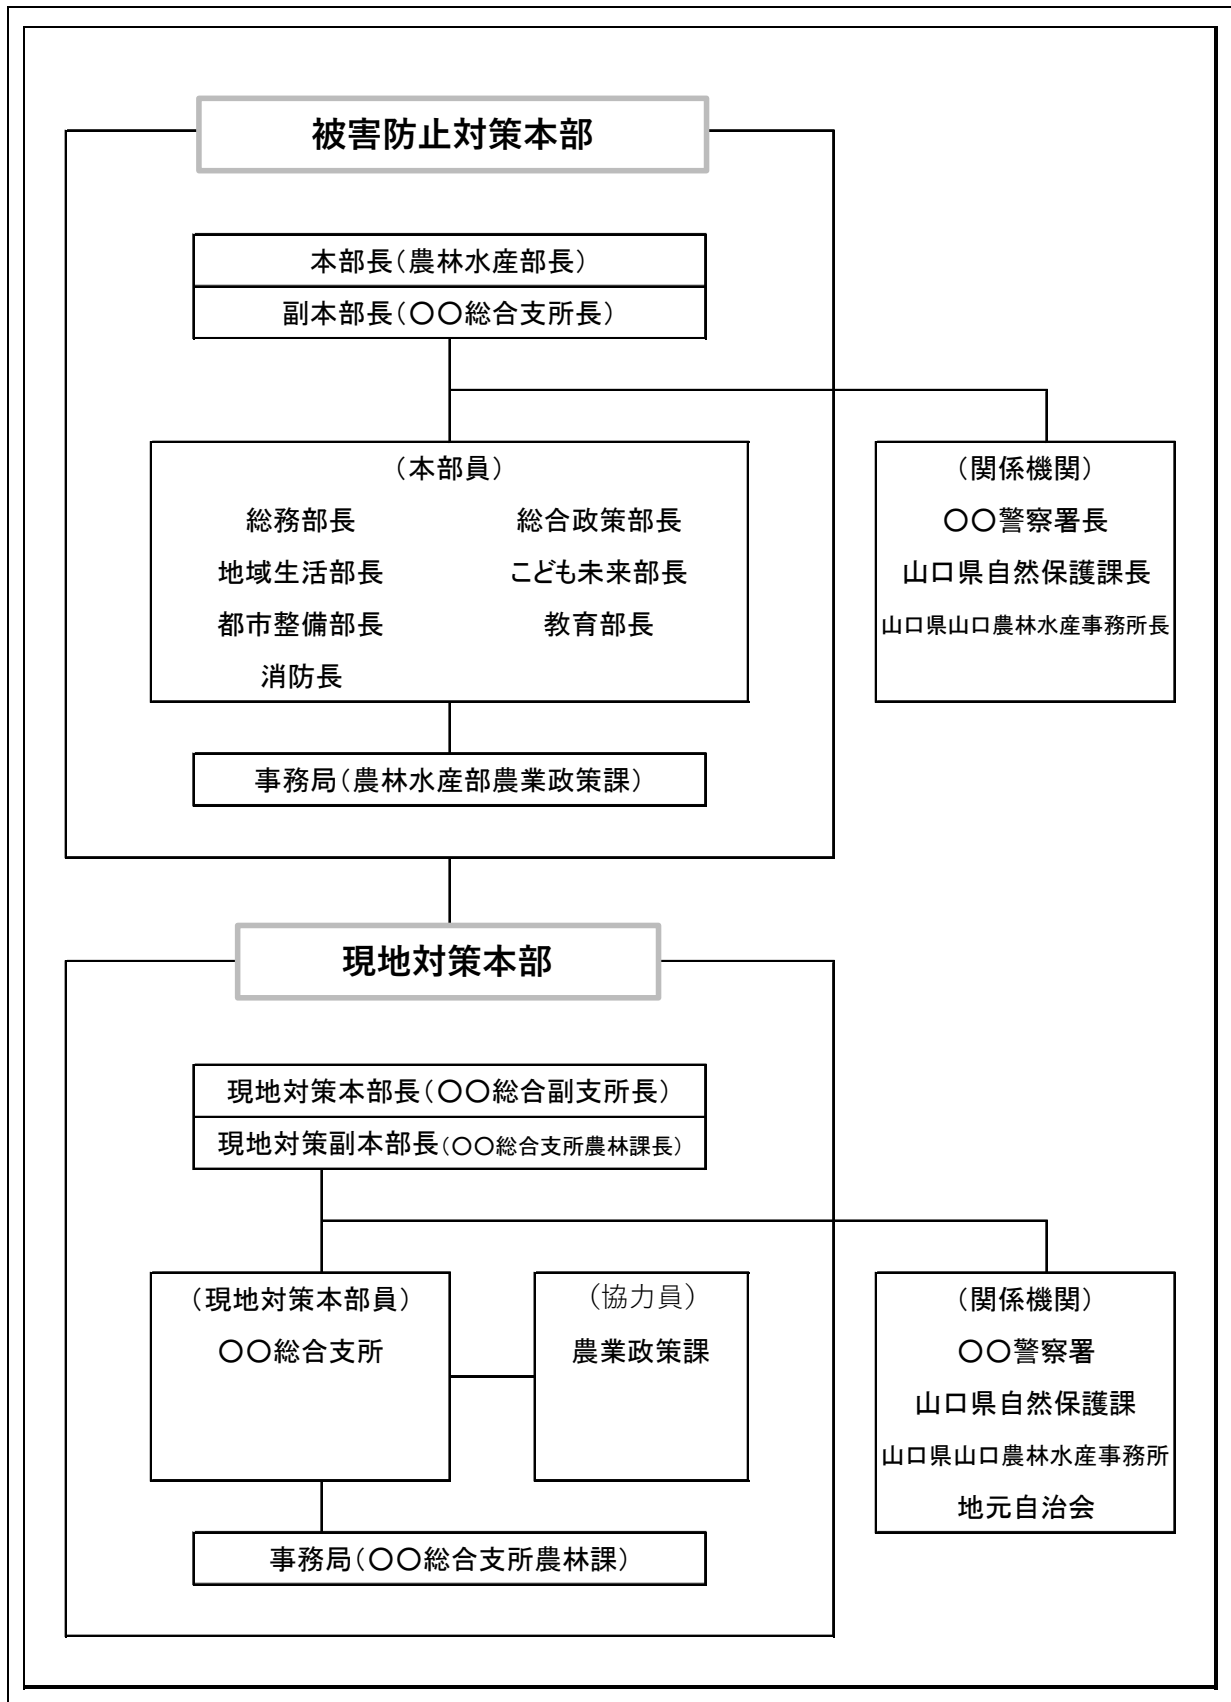 被害防止対策本部
本部長（農林水産部長）
副本部長（〇〇総合支所長）
（本部員）
総務部長 総合政策部長
地域生活部長 こども未来部長
都市整備部長 教育部長
消防長
（関係機関）
〇〇警察署長
山口県自然保護課長
山口県山口農林水産事務所長
事務局（農林水産部農業政策課）
現地対策本部
現地対策本部長（〇〇総合副支所長）
現地対策副本部長（〇〇総合支所農林課長）
（現地対策本部員）
〇〇総合支所
（協力員）
農業政策課
（関係機関）
〇〇警察署
山口県自然保護課
山口県山口農林水産事務所
地元自治会
事務局（〇〇総合支所農林課）